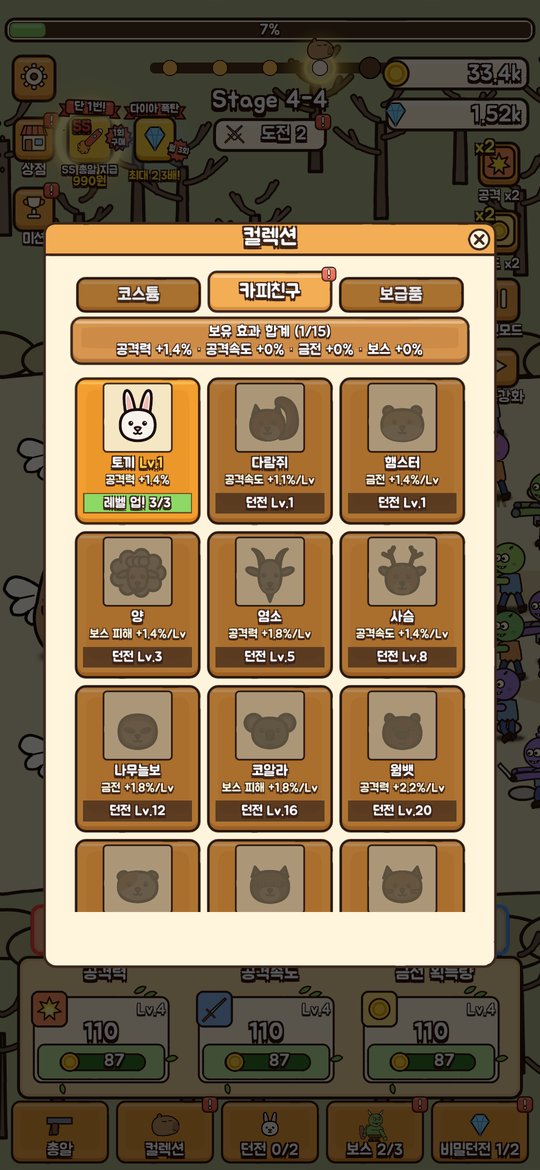 7%
33.4k
Stage 4-4
1.52k
도전 2
단 1번!
다이아 폭탄
SS
1회 구매
상점
SS 총알 지급
990원
최대 2.3배!
x2
공격 x2
x2
컬렉션
코스튬
카피친구
보급품
보유 효과 합계 (1/15)
공격력 +1.4% · 공격속도 +0% · 금전 +0% · 보스 +0%
토끼 Lv.1
공격력 +1.4%
레벨 업! 3/3
다람쥐
공격속도 +1.1%/Lv
던전 Lv.1
햄스터
금전 +1.4%/Lv
던전 Lv.1
양
보스 피해 +1.4%/Lv
던전 Lv.3
염소
공격력 +1.8%/Lv
던전 Lv.5
사슴
공격속도 +1.4%/Lv
던전 Lv.8
나무늘보
금전 +1.8%/Lv
던전 Lv.12
코알라
보스 피해 +1.8%/Lv
던전 Lv.16
웜뱃
공격력 +2.2%/Lv
던전 Lv.20
공격력
공격속도
금전 획득량
Lv.4
110
87
Lv.4
110
87
Lv.4
110
87
총알
컬렉션
던전 0/2
보스 2/3
비밀던전 1/2